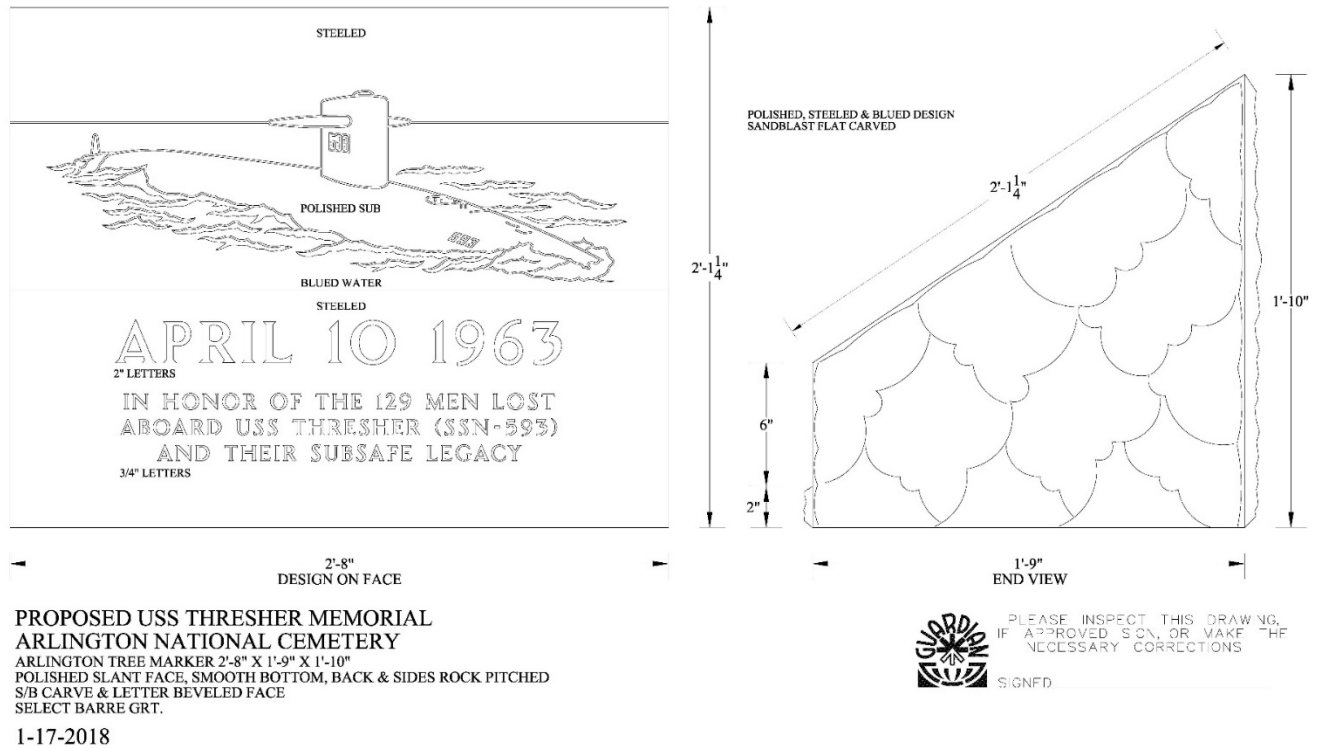 STEELED
593
POLISHED SUB
593
BLUED WATER
STEELED
APRIL 10 1963
2" LETTERS
IN HONOR OF THE 129 MEN LOST
ABOARD USS THRESHER (SSN-593)
AND THEIR SUBSAFE LEGACY
3/4" LETTERS
2'-8"
DESIGN ON FACE
2'-1 1/4"
POLISHED, STEELED & BLUED DESIGN
SANDBLAST FLAT CARVED
2'-1 1/4"
1'-10"
6"
2"
1'-9"
END VIEW
PROPOSED USS THRESHER MEMORIAL
ARLINGTON NATIONAL CEMETERY
ARLINGTON TREE MARKER 2'-8" X 1'-9" X 1'-10"
POLISHED SLANT FACE, SMOOTH BOTTOM, BACK & SIDES ROCK PITCHED
S/B CARVE & LETTER BEVELED FACE
SELECT BARRE GRT.
1-17-2018
GUARDIAN
PLEASE INSPECT THIS DRAWING,
IF APPROVED SIGN, OR MAKE THE
NECESSARY CORRECTIONS
SIGNED